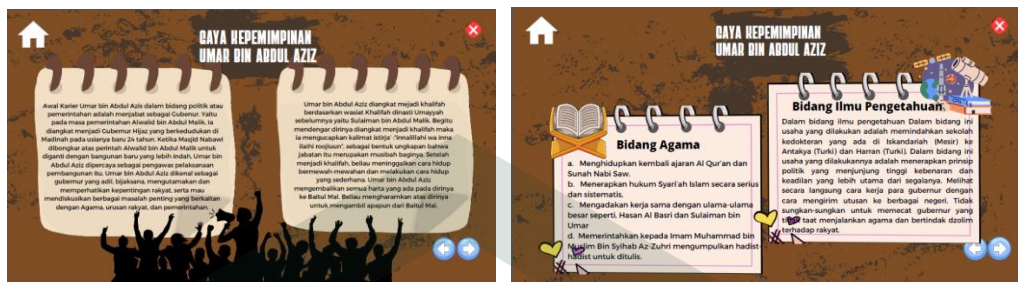 GAYA KEPEMIMPINAN
UMAR BIN ABDUL AZIZ
Awal Karier Umar bin Abdul Azis dalam bidang politik Yaitu
pemerintahan adalah menjabat sebagai Gubenur. Yaitu
pada masa pemerintahan Alwalid bin Abdul Malik, Ia
diangkat menjadi Gubernur Hijaz yang berkedudukan di
Madinah pada usianya baru 24 tahun. Ketika Masjid Nabawi
dibongkar atas perintah Alwalid bin Abdul Malik untuk
diganti dengan bangunan baru yang lebih indah, Umar bin
Abdul Azis dipercaya sebagai pengawas pelaksanaan
pembangunan itu. Umar bin Abdul Azis dikenal sebagai
gubernur yang adil, bijaksana, mengutamakan dan
memperhatikan kepentingan rakyat, serta mau
mendiskusikan berbagai masalah penting yang berkaitan
dengan Agama, urusan rakyat, dan pemerintahan.
Umar bin Abdul Azis diangkat mejadi khalifah
berdasarkan wasiat Khalifah dinasti Umayyah
sebelumnya yaitu Sulaiman bin Abdul Malik. Begitu
mendengar dirinya diangkat menjadi khalifah maka
ia mengucapkan kalimat istirja' "innalilahi wa inna
ilaihi roojiuun". sebagai bentuk ungkapan bahwa
jabatan itu merupakan musibah baginya. Setelah
menjadi khalifah, beliau meninggalkan cara hidup
bermewah-mewahan dan melakukan cara hidup
yang sederhana. Umar bin Abdul Azis
mengembalikan semua harta yang ada pada dirinya
ke Baitul Mal. Beliau mengharamkan atas dirinya
untuk mengambil apapun dari Baitul Mal.
GAYA KEPEMIMPINAN
UMAR BIN ABDUL AZIZ
Bidang Agama
a. Menghidupkan kembali ajaran Al Qur'an dan
Sunah Nabi Saw.
b. Menerapkan hukum Syari'ah Islam secara serius
dan sistematis.
c. Mengadakan kerja sama dengan ulama-ulama
besar seperti, Hasan Al Basri dan Sulaiman bin
Umar
d. Memerintahkan kepada Imam Muhammad bin
Muslim Bin Syihab Az-Zuhri mengumpulkan hadist-
hadist untuk ditulis.
Bidang Ilmu Pengetahuan
Dalam bidang ilmu pengetahuan Dalam bidang ini
usaha yang dilakukan adalah memindahkan sekolah
kedokteran yang ada di Iskandariah (Mesir) ke
Antakya (Turki) dan Harran (Turki). Dalam bidang ini
usaha yang dilakukannya adalah menerapkan prinsip
politik yang menjunjung tinggi kebenaran dan
keadilan yang lebih utama dari segalanya. Melihat
secara langsung cara kerja para gubernur dengan
cara mengirim utusan ke berbagai negeri. Tidak
sungkan-sungkan untuk memecat gubernur yang
taat menjalankan agama dan bertindak dzolim
terhadap rakyat.